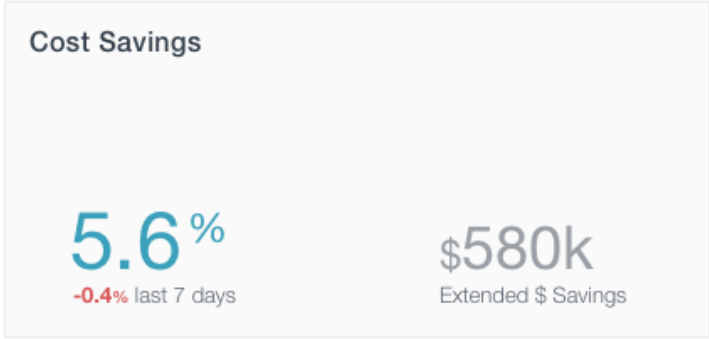 Cost Savings
5.6%
-0.4% last 7 days
$580k
Extended $ Savings